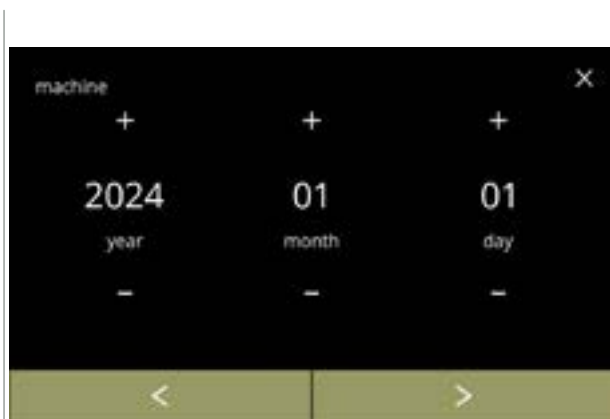 machine X
+ + +
2024 01 01
year month day
- - -
< >